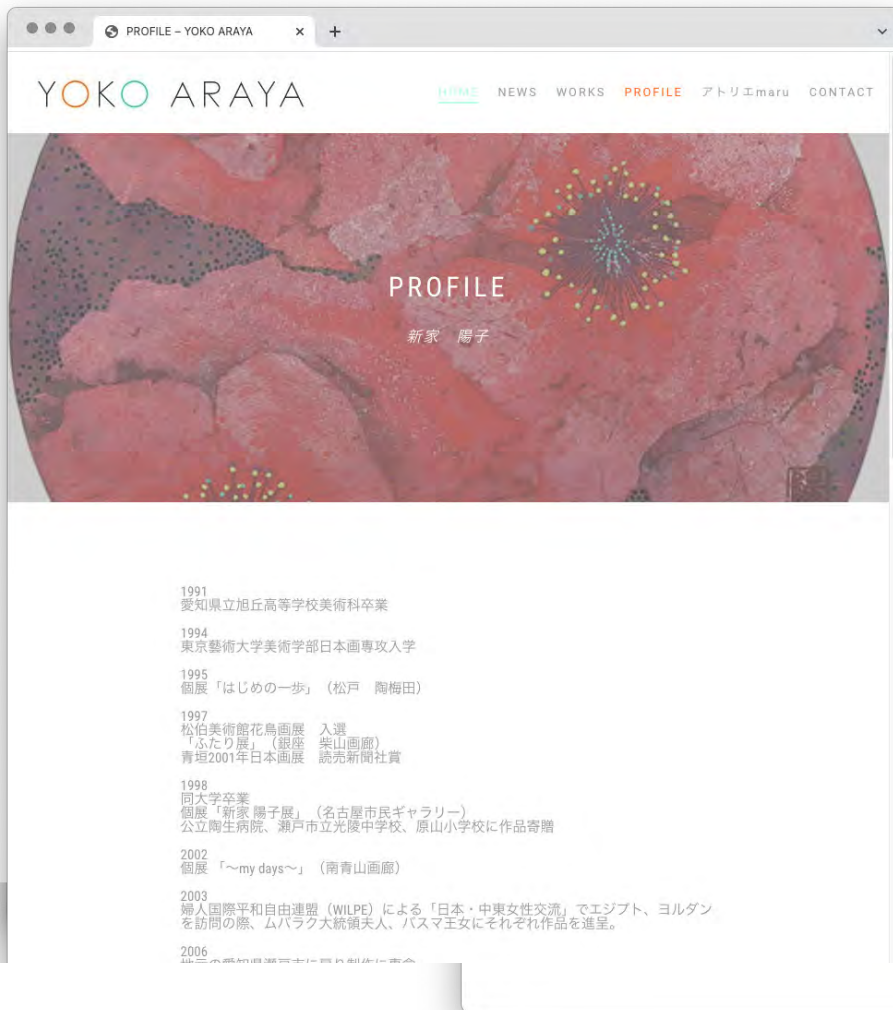 PROFILE – YOKO ARAYA
YOKO ARAYA
HOME NEWS WORKS PROFILE アトリエmaru CONTACT
PROFILE
新家　陽子
1991
愛知県立旭丘高等学校美術科卒業
1994
東京藝術大学美術学部日本画専攻入学
1995
個展「はじめの一歩」（松戸　陶梅田）
1997
松伯美術館花鳥画展　入選
「ふたり展」（銀座　柴山画廊）
青垣2001年日本画展　読売新聞社賞
1998
同大学卒業
個展「新家 陽子展」（名古屋市民ギャラリー）
公立陶生病院、瀬戸市立光陵中学校、原山小学校に作品寄贈
2002
個展 「～my days～」（南青山画廊）
2003
婦人国際平和自由連盟（WILPE）による「日本・中東女性交流」でエジプト、ヨルダン
を訪問の際、ムバラク大統領夫人、バスマ王女にそれぞれ作品を進呈。
2006